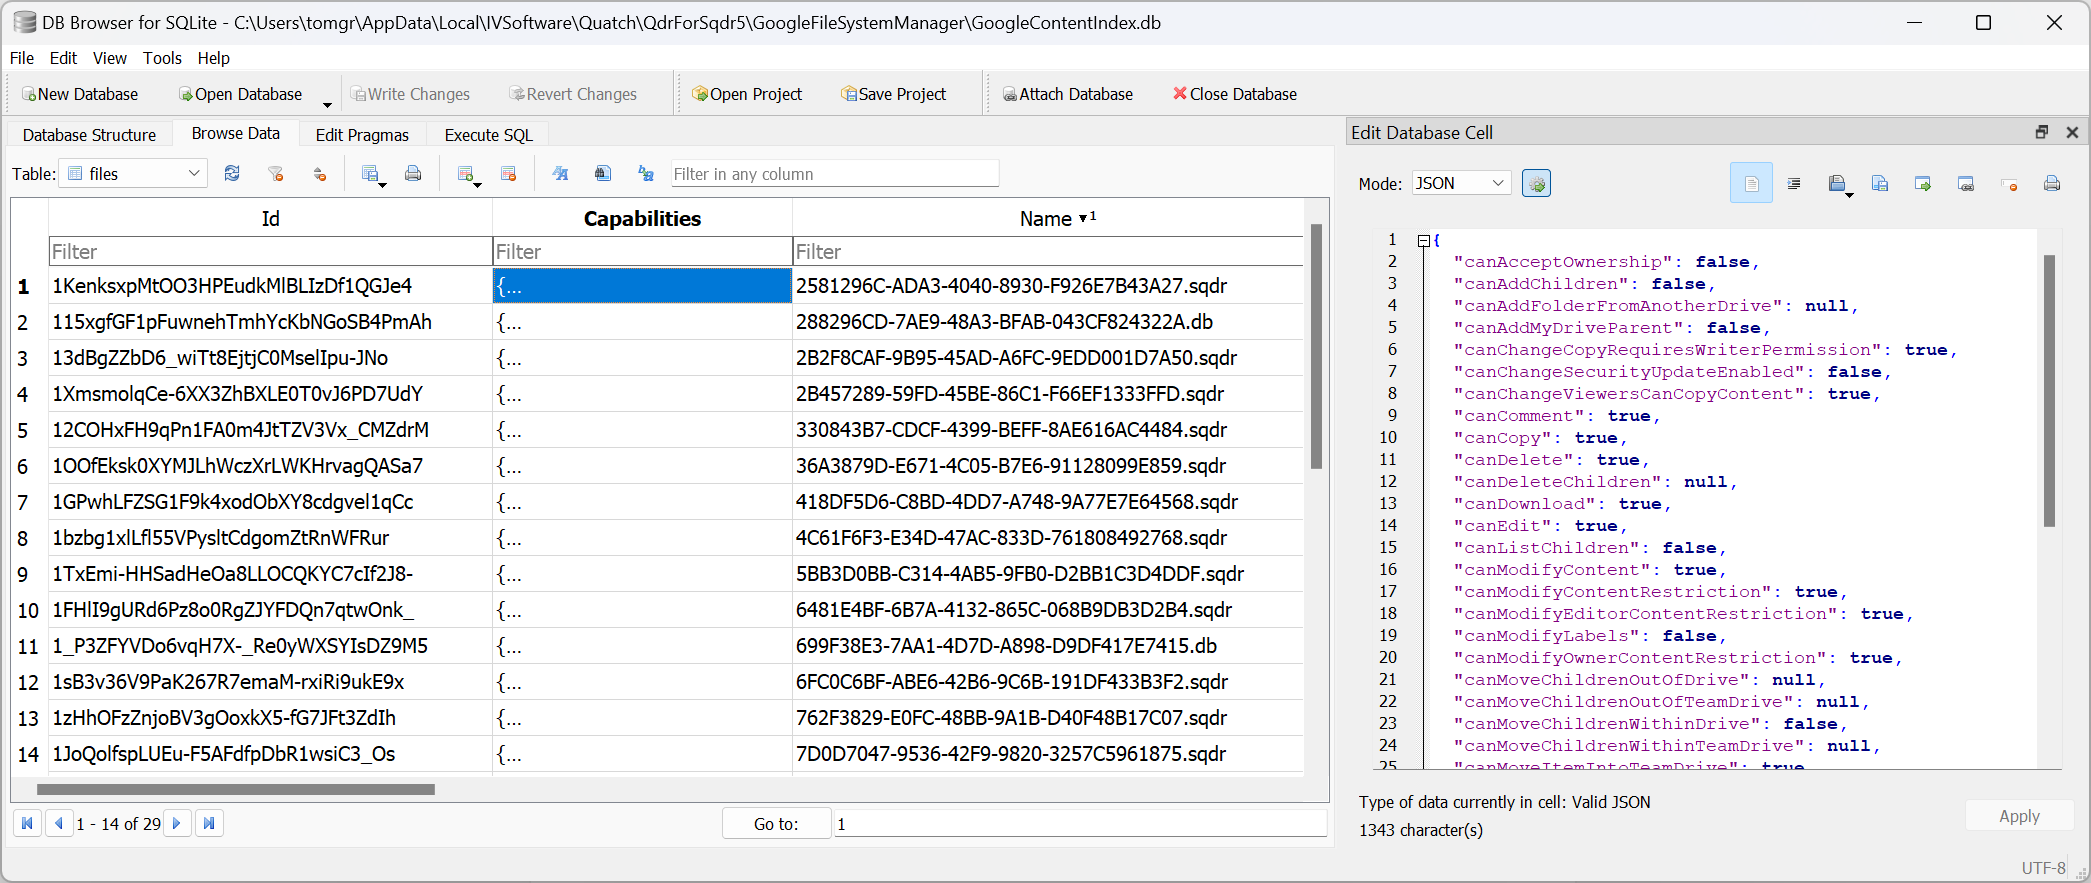 DB Browser for SQLite - C:\Users\tomgr\AppData\Local\IVSoftware\Quatch\QdrForSqdr5\GoogleFileSystemManager\GoogleContentIndex.db
File Edit View Tools Help
New Database Open Database Write Changes Revert Changes Open Project Save Project Attach Database Close Database
Database Structure Browse Data Edit Pragmas Execute SQL
Table: files Filter in any column
Id Capabilities Name 1
Filter Filter Filter
1 1KenksxpMtOO3HPEudkMlBLIzDf1QGJe4 {... 2581296C-ADA3-4040-8930-F926E7B43A27.sqdr
2 115xgfGF1pFuwnehTmhYcKbNGoSB4PmAh {... 288296CD-7AE9-48A3-BFAB-043CF824322A.db
3 13dBgZZbD6_wiTt8EjtjC0MselIpu-JNo {... 2B2F8CAF-9B95-45AD-A6FC-9EDD001D7A50.sqdr
4 1XmsmolqCe-6XX3ZhBXLE0T0vJ6PD7UdY {... 2B457289-59FD-45BE-86C1-F66EF1333FFD.sqdr
5 12COHxFH9qPn1FA0m4JtTZV3Vx_CMZdrM {... 330843B7-CDCF-4399-BEFF-8AE616AC4484.sqdr
6 1OOfEksk0XYMJLhWczXrLWKHrvagQASa7 {... 36A3879D-E671-4C05-B7E6-91128099E859.sqdr
7 1GPwhLFZSG1F9k4xodObXY8cdgvel1qCc {... 418DF5D6-C8BD-4DD7-A748-9A77E7E64568.sqdr
8 1bzbg1xlLfl55VPysltCdgomZtRnWFRur {... 4C61F6F3-E34D-47AC-833D-761808492768.sqdr
9 1TxEmi-HHSadHeOa8LLOCQKYC7cIf2J8- {... 5BB3D0BB-C314-4AB5-9FB0-D2BB1C3D4DDF.sqdr
10 1FHlI9gURd6Pz8o0RgZJYFDQn7qtwOnk_ {... 6481E4BF-6B7A-4132-865C-068B9DB3D2B4.sqdr
11 1_P3ZFYVDo6vqH7X-_Re0yWXSYIsDZ9M5 {... 699F38E3-7AA1-4D7D-A898-D9DF417E7415.db
12 1sB3v36V9PaK267R7emaM-rxiRi9ukE9x {... 6FC0C6BF-ABE6-42B6-9C6B-191DF433B3F2.sqdr
13 1zHhOFzZnjoBV3gOoxkX5-fG7JFt3ZdIh {... 762F3829-E0FC-48BB-9A1B-D40F48B17C07.sqdr
14 1JoQolfspLUEu-F5AFdfpDbR1wsiC3_Os {... 7D0D7047-9536-42F9-9820-3257C5961875.sqdr
1 - 14 of 29 Go to: 1
Edit Database Cell
Mode: JSON
1 {
2 "canAcceptOwnership": false,
3 "canAddChildren": false,
4 "canAddFolderFromAnotherDrive": null,
5 "canAddMyDriveParent": false,
6 "canChangeCopyRequiresWriterPermission": true,
7 "canChangeSecurityUpdateEnabled": false,
8 "canChangeViewersCanCopyContent": true,
9 "canComment": true,
10 "canCopy": true,
11 "canDelete": true,
12 "canDeleteChildren": null,
13 "canDownload": true,
14 "canEdit": true,
15 "canListChildren": false,
16 "canModifyContent": true,
17 "canModifyContentRestriction": true,
18 "canModifyEditorContentRestriction": true,
19 "canModifyLabels": false,
20 "canModifyOwnerContentRestriction": true,
21 "canMoveChildrenOutOfDrive": null,
22 "canMoveChildrenOutOfTeamDrive": null,
23 "canMoveChildrenWithinDrive": false,
24 "canMoveChildrenWithinTeamDrive": null,
25 "canMoveItemIntoTeamDrive": true
Type of data currently in cell: Valid JSON
1343 character(s)
Apply
UTF-8